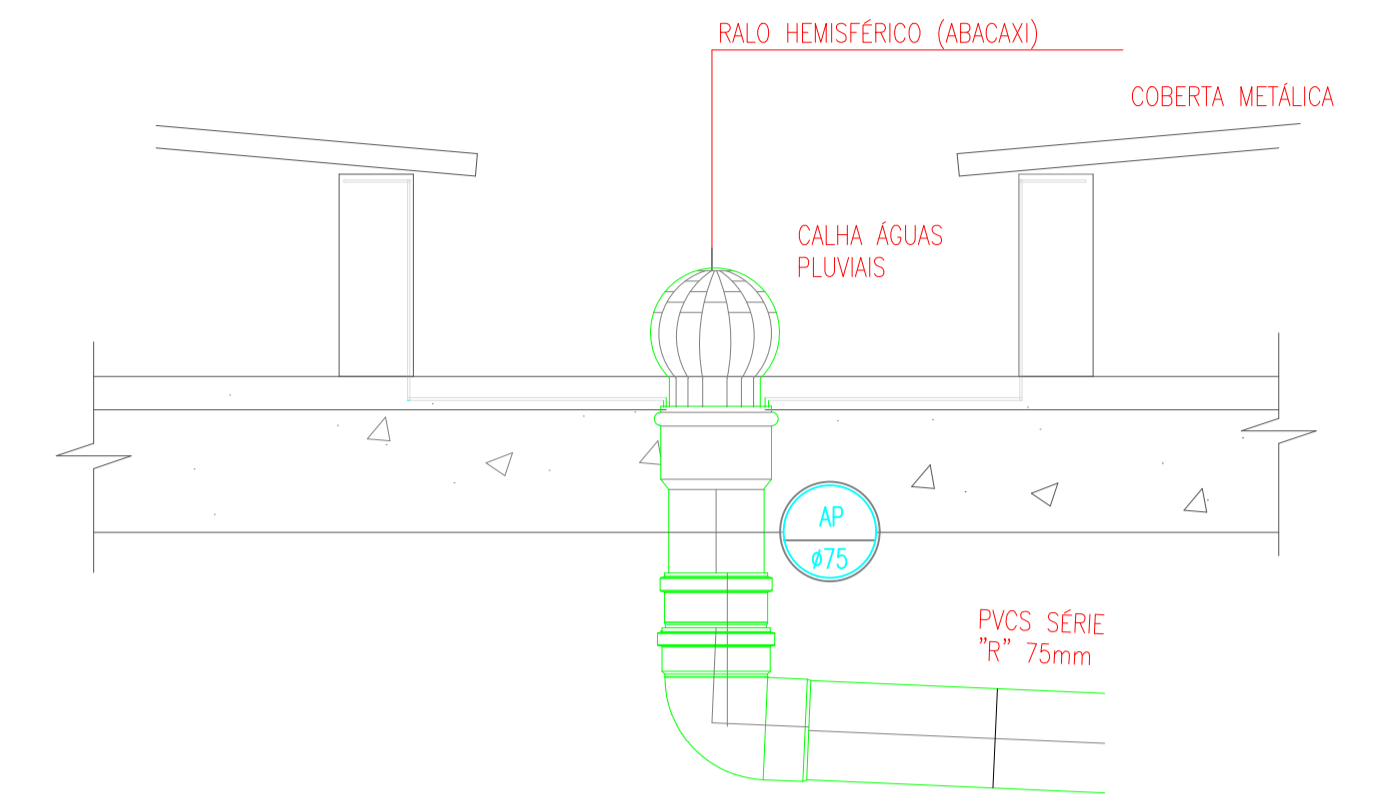 RALO HEMISFÉRICO (ABACAXI)
COBERTA METÁLICA
CALHA ÁGUAS
PLUVIAIS
AP
ø75
PVCS SÉRIE
"R" 75mm